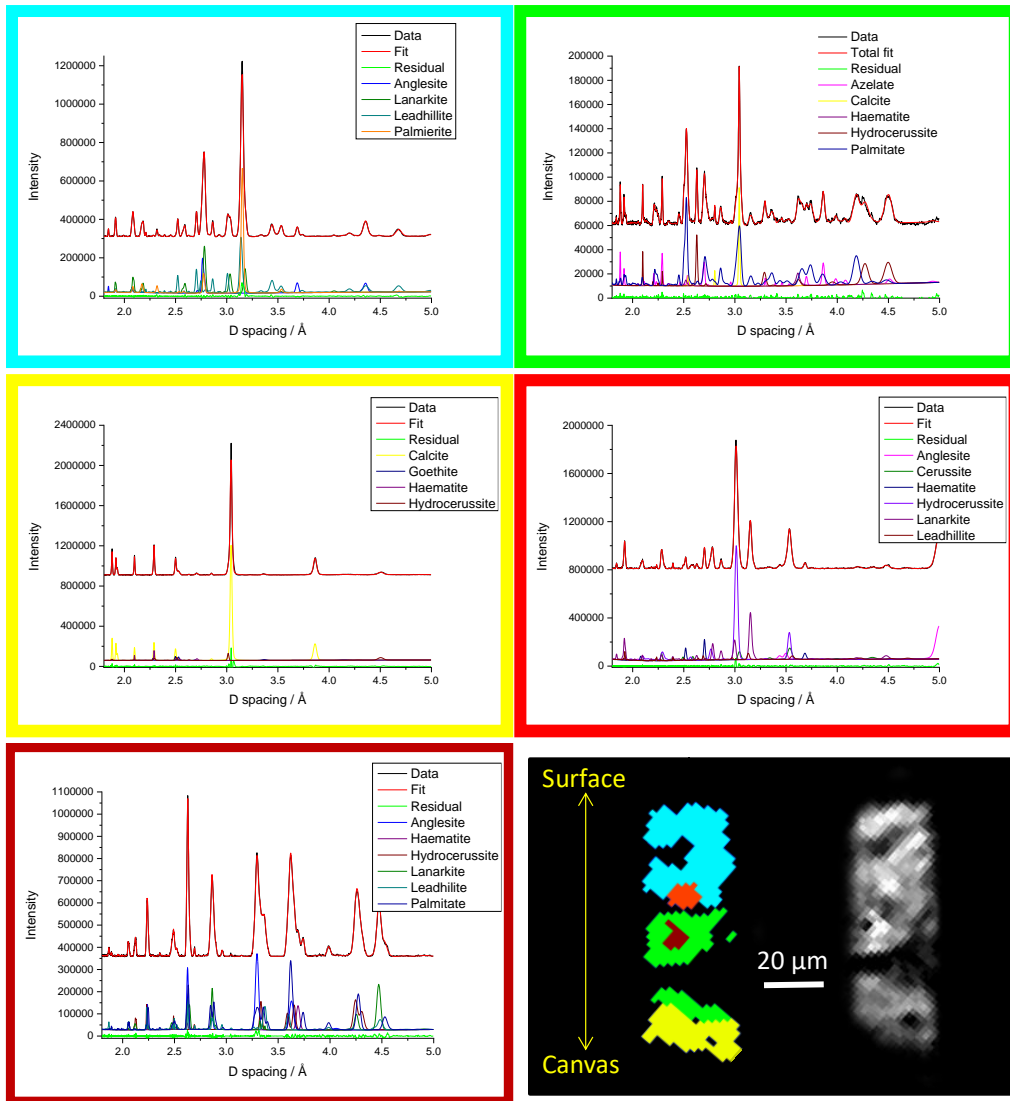 Data
Fit
Residual
Anglesite
Lanarkite
Leadhillite
Palmierite
1200000
1000000
800000
600000
400000
200000
0
Intensity
2.0 2.5 3.0 3.5 4.0 4.5 5.0
D spacing / Å
Data
Total fit
Residual
Azelate
Calcite
Haematite
Hydrocerussite
Palmitate
200000
180000
160000
140000
120000
100000
80000
60000
40000
20000
0
Intensity
2.0 2.5 3.0 3.5 4.0 4.5 5.0
D spacing / Å
Data
Fit
Residual
Calcite
Goethite
Haematite
Hydrocerussite
2400000
2000000
1600000
1200000
800000
400000
0
Intensity
2.0 2.5 3.0 3.5 4.0 4.5 5.0
D spacing / Å
Data
Fit
Residual
Anglesite
Cerussite
Haematite
Hydrocerussite
Lanarkite
Leadhillite
2000000
1600000
1200000
800000
400000
0
Intensity
2.0 2.5 3.0 3.5 4.0 4.5 5.0
D spacing / Å
Data
Fit
Residual
Anglesite
Haematite
Hydrocerussite
Lanarkite
Leadhilite
Palmitate
1100000
1000000
900000
800000
700000
600000
500000
400000
300000
200000
100000
0
Intensity
2.0 2.5 3.0 3.5 4.0 4.5 5.0
D spacing / Å
Surface
20 μm
Canvas